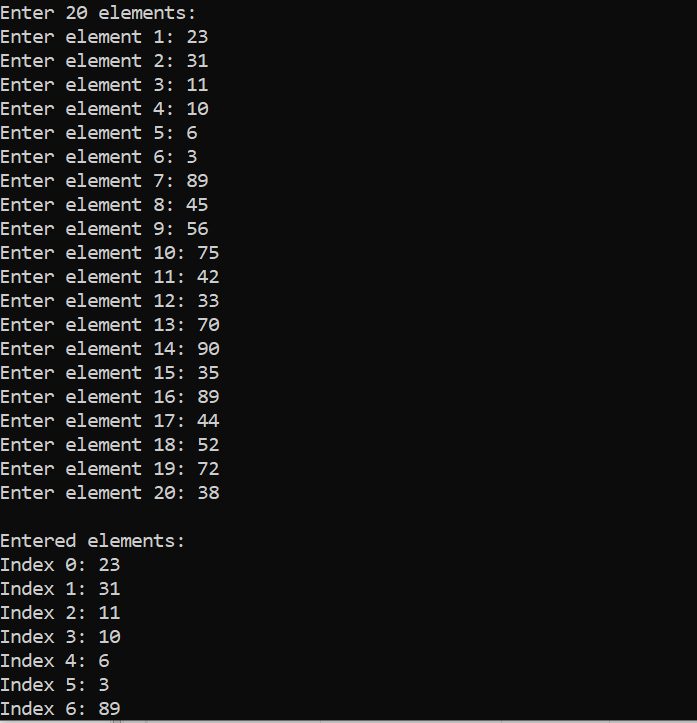 Enter 20 elements:
Enter element 1: 23
Enter element 2: 31
Enter element 3: 11
Enter element 4: 10
Enter element 5: 6
Enter element 6: 3
Enter element 7: 89
Enter element 8: 45
Enter element 9: 56
Enter element 10: 75
Enter element 11: 42
Enter element 12: 33
Enter element 13: 70
Enter element 14: 90
Enter element 15: 35
Enter element 16: 89
Enter element 17: 44
Enter element 18: 52
Enter element 19: 72
Enter element 20: 38
Entered elements:
Index 0: 23
Index 1: 31
Index 2: 11
Index 3: 10
Index 4: 6
Index 5: 3
Index 6: 89